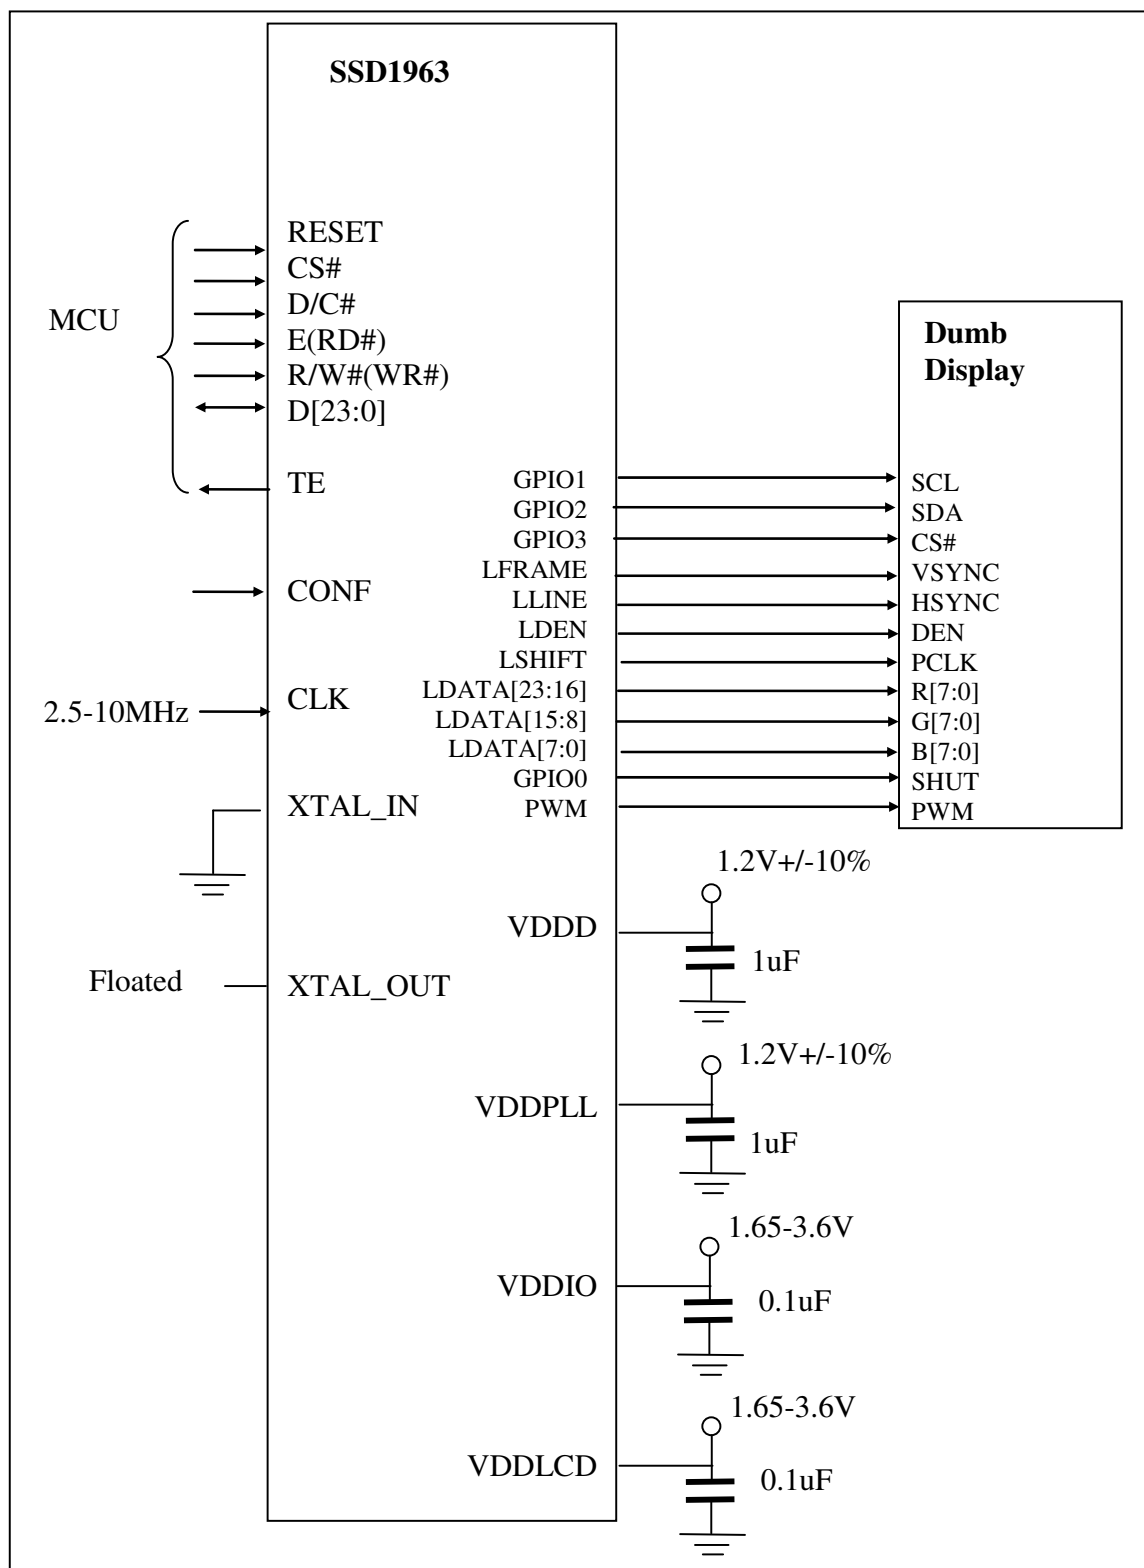 SSD1963
MCU
RESET
CS#
D/C#
E(RD#)
R/W#(WR#)
D[23:0]
TE
CONF
2.5-10MHz
CLK
XTAL_IN
Floated
XTAL_OUT
GPIO1
GPIO2
GPIO3
LFRAME
LLINE
LDEN
LSHIFT
LDATA[23:16]
LDATA[15:8]
LDATA[7:0]
GPIO0
PWM
Dumb
Display
SCL
SDA
CS#
VSYNC
HSYNC
DEN
PCLK
R[7:0]
G[7:0]
B[7:0]
SHUT
PWM
1.2V+/-10%
VDDD
1uF
1.2V+/-10%
VDDPLL
1uF
1.65-3.6V
VDDIO
0.1uF
1.65-3.6V
VDDLCD
0.1uF